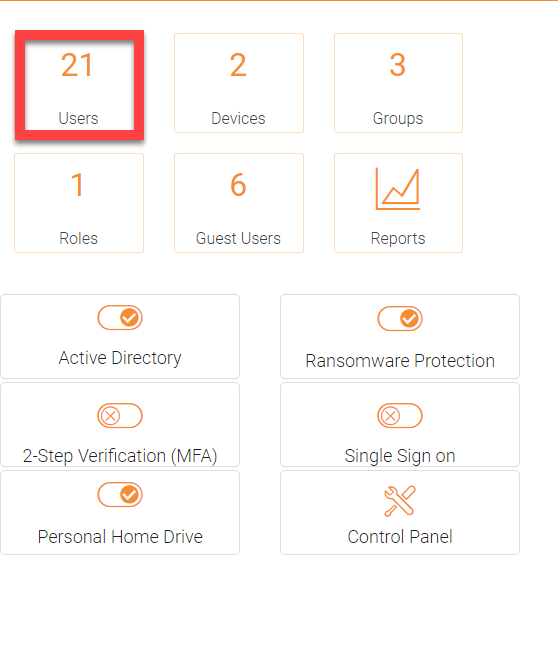 21
2
3
Users
Devices
Groups
1
6
Roles
Guest Users
Reports
Active Directory
Ransomware Protection
2-Step Verification (MFA)
Single Sign on
Personal Home Drive
Control Panel